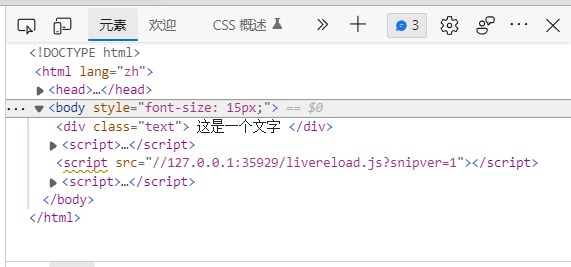 元素 欢迎 CSS 概述 3
<!DOCTYPE html>
<html lang="zh">
<head>…</head>
… <body style="font-size: 15px;"> == $0
<div class="text"> 这是一个文字 </div>
<script>…</script>
<script src="//127.0.0.1:35929/livereload.js?snipver=1"></script>
<script>…</script>
</body>
</html>